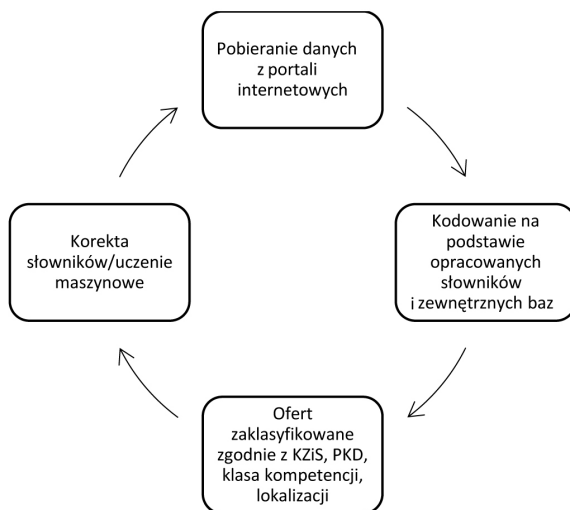 Pobieranie danych
z portali
internetowych
Kodowanie na
podstawie
opracowanych
słowników
i zewnętrznych baz
Ofert
zaklasyfikowane
zgodnie z KZiS, PKD,
klasa kompetencji,
lokalizacji
Korekta
słowników/uczenie
maszynowe